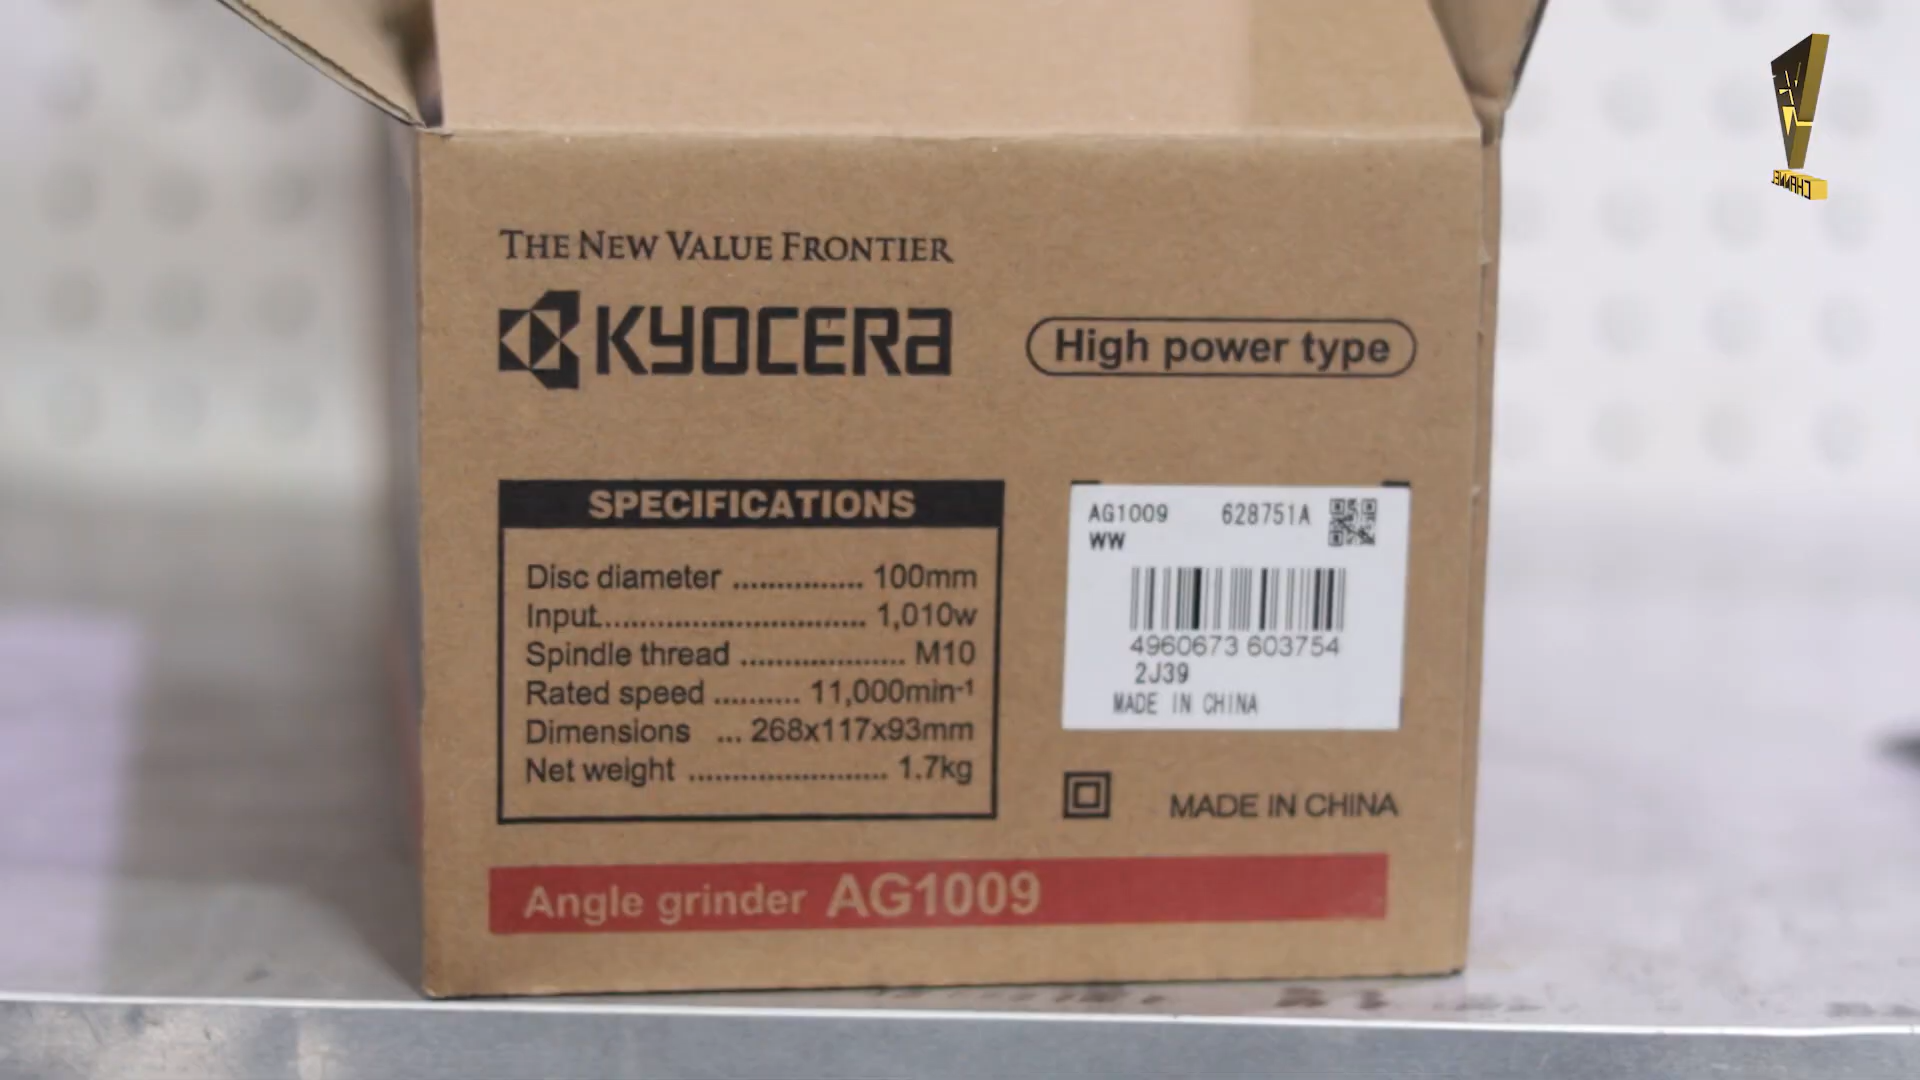 THE NEW VALUE FRONTIER
KYOCERA
High power type
SPECIFICATIONS
Disc diameter ............... 100mm
Input.............................. 1,010w
Spindle thread ................... M10
Rated speed .......... 11,000min⁻¹
Dimensions ... 268x117x93mm
Net weight ....................... 1.7kg
AG1009 628751A
WW
4960673 603754
2J39
MADE IN CHINA
MADE IN CHINA
Angle grinder AG1009
CHANNEL